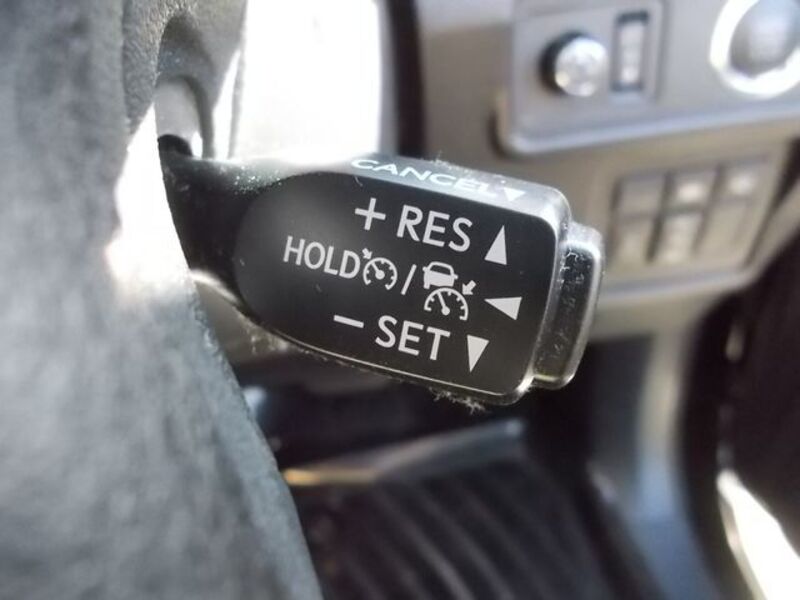 CANCEL▼
+ RES ▲
HOLD / ◀
− SET ▼